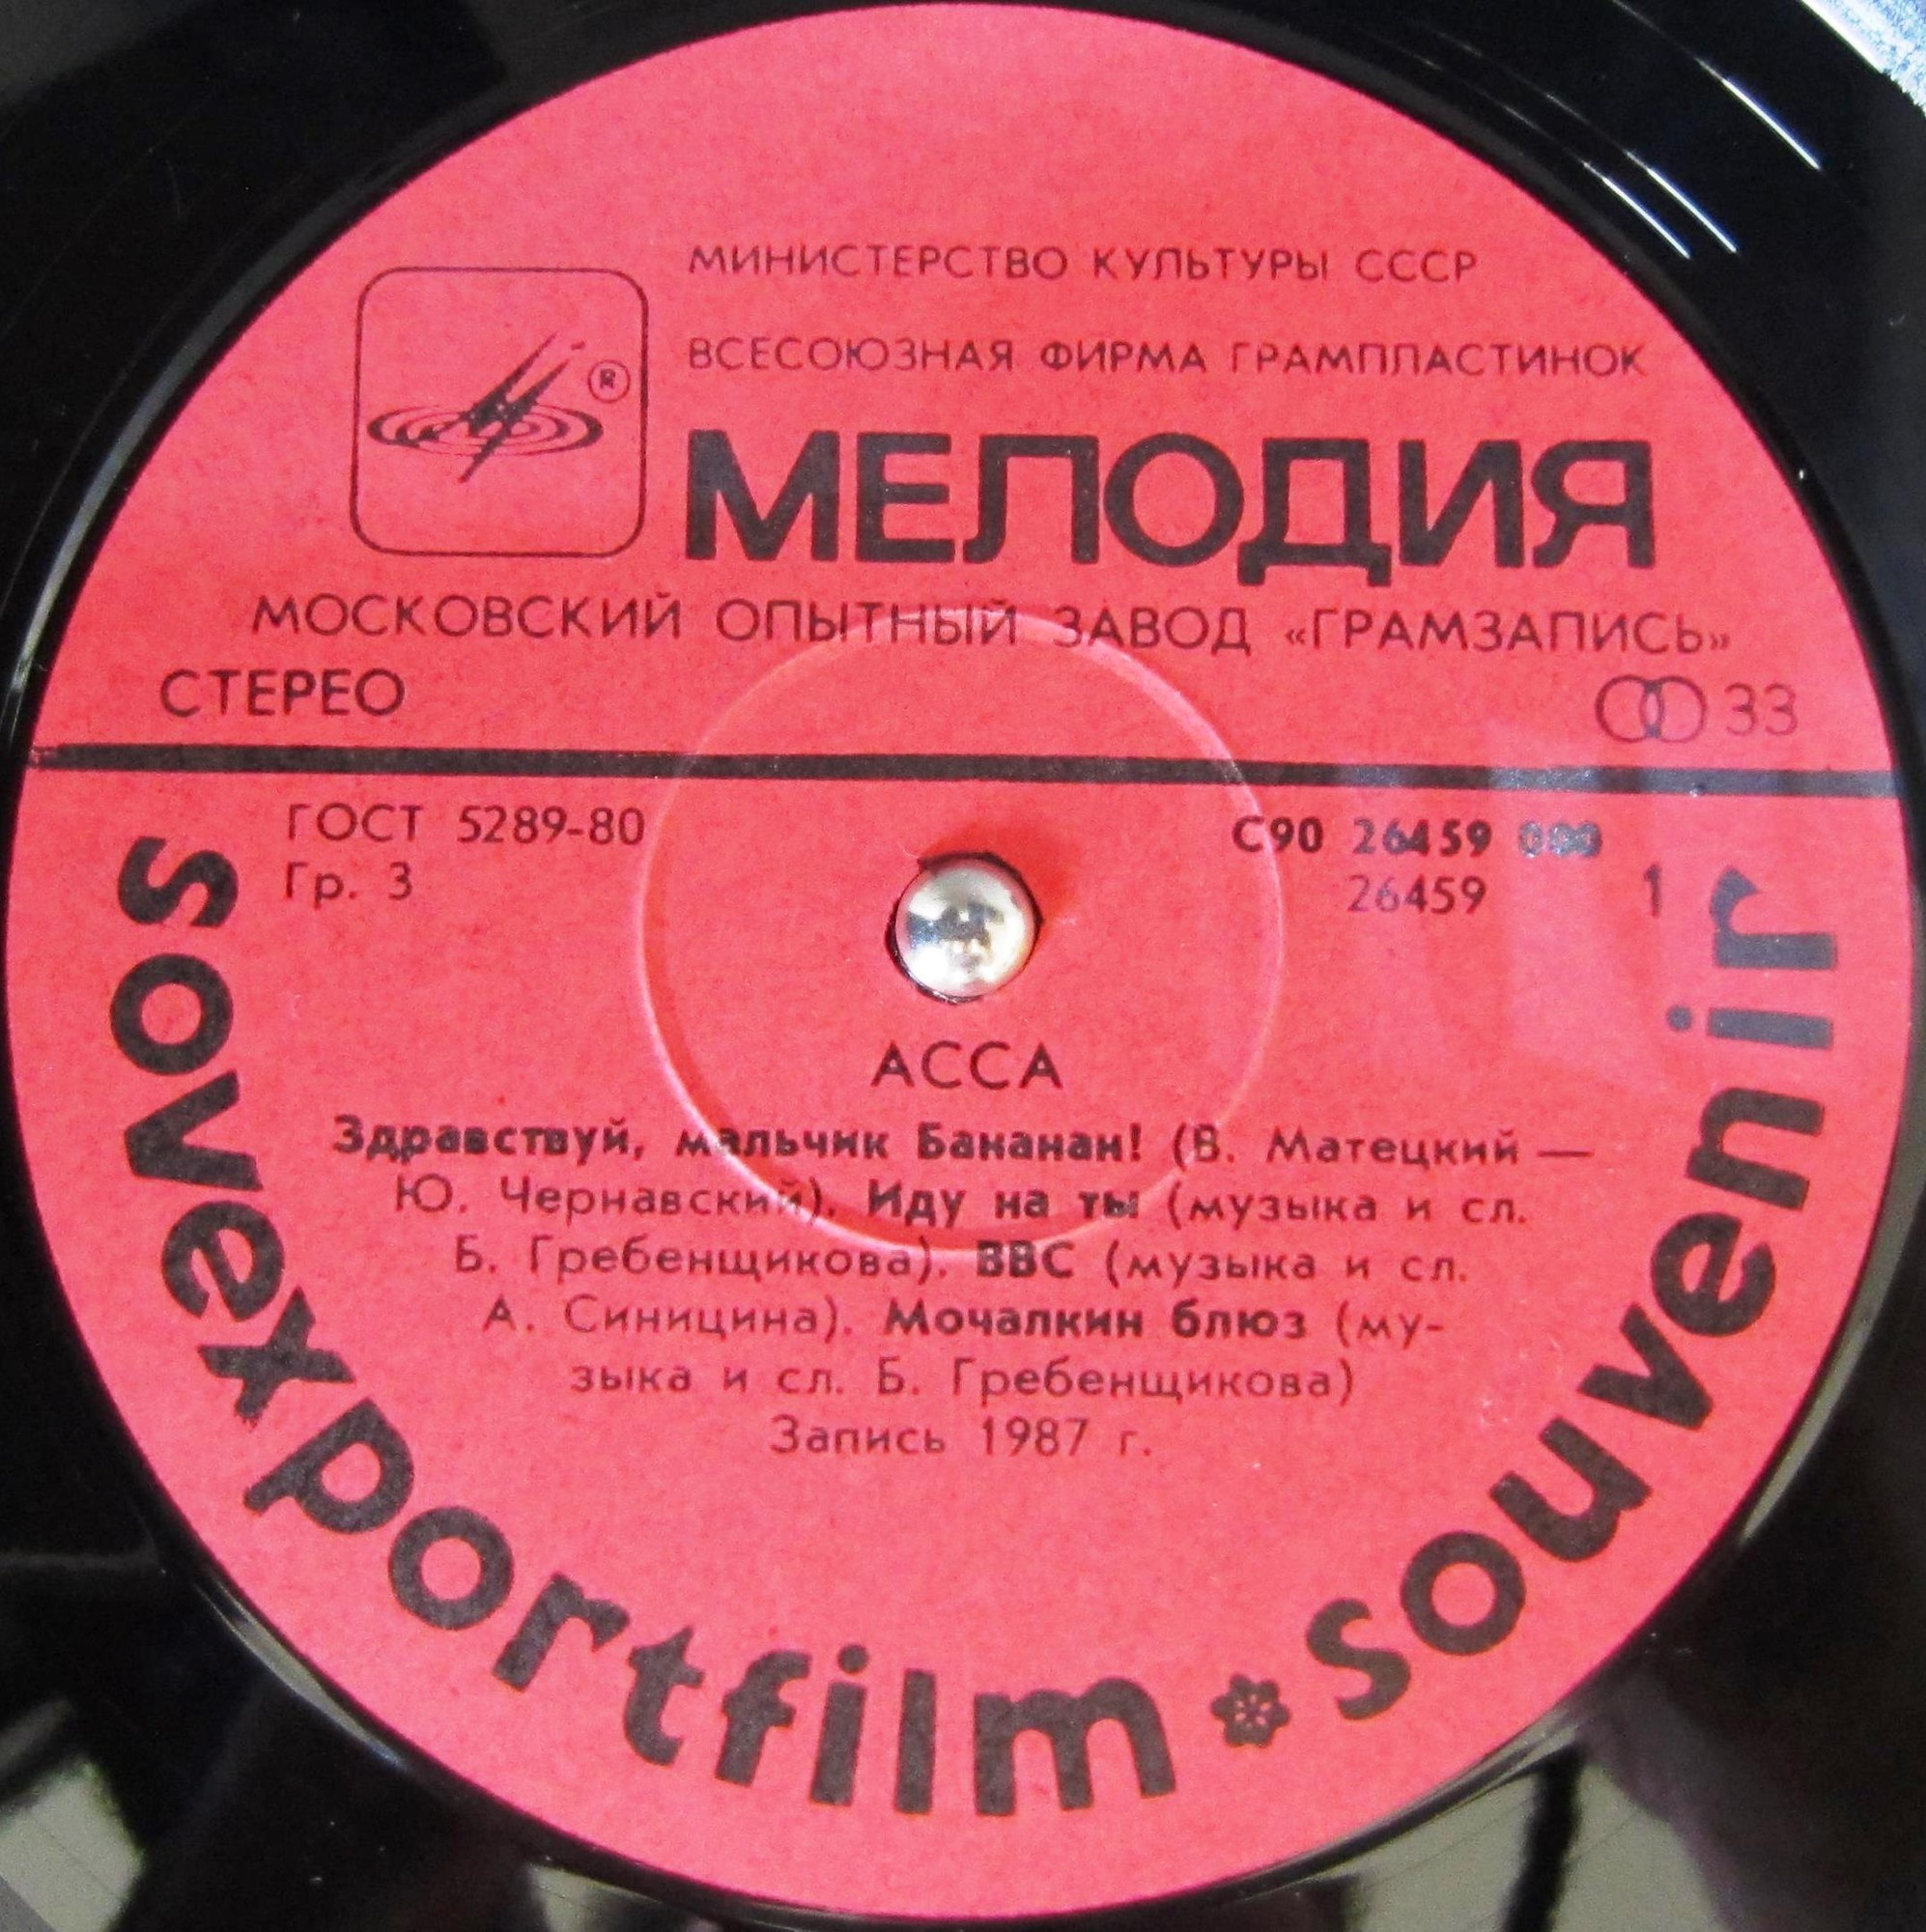 МИНИСТЕРСТВО КУЛЬТУРЫ СССР
ВСЕСОЮЗНАЯ ФИРМА ГРАМПЛАСТИНОК
®
МЕЛОДИЯ
МОСКОВСКИЙ ОПЫТНЫЙ ЗАВОД «ГРАМЗАПИСЬ»
СТЕРЕО
33
ГОСТ 5289-80
Гр. 3
С90 26459 000
26459
1
АССА
Здравствуй, мальчик Бананан! (В. Матецкий —
Ю. Чернавский). Иду на ты (музыка и сл.
Б. Гребенщикова). ВВС (музыка и сл.
А. Синицина). Мочалкин блюз (му-
зыка и сл. Б. Гребенщикова)
Запись 1987 г.
sovexportfilm souvenir